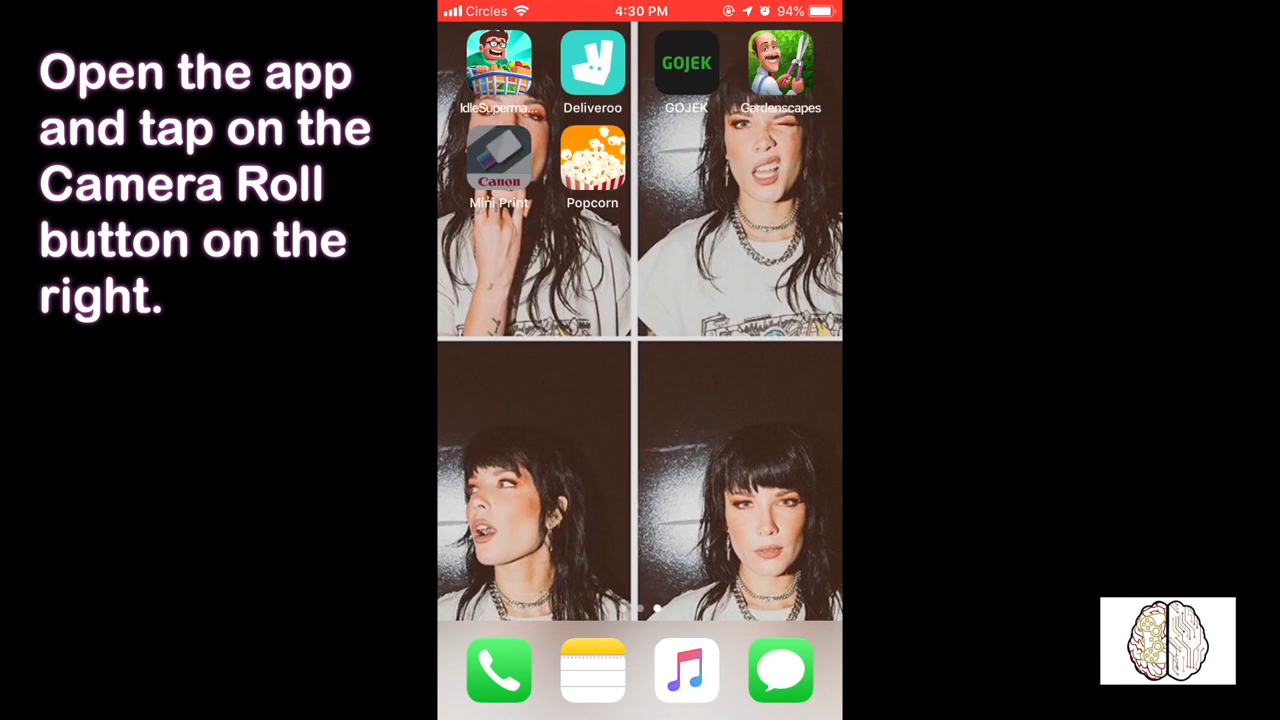 Open the app
and tap on the
Camera Roll
button on the
right.
Circles 4:30 PM 94%
IdleSuperma... Deliveroo GOJEK Gardenscapes
GOJEK
Canon
Mini Print Popcorn